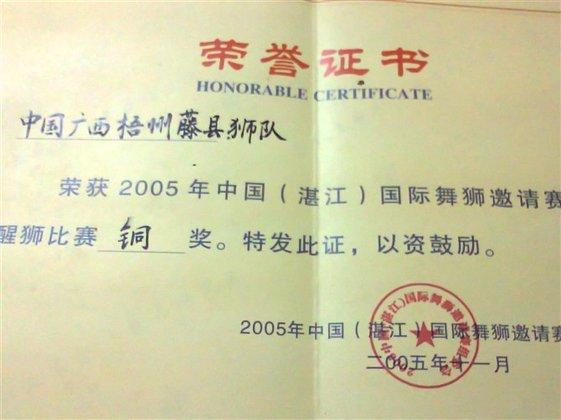 荣誉证书
HONORABLE CERTIFICATE
中国广西梧州藤县狮队
荣获2005年中国(湛江)国际舞狮邀请赛
醒狮比赛 铜 奖。特发此证,以资鼓励。
2005年中国(湛江)国际舞狮邀请赛
二00五年十一月